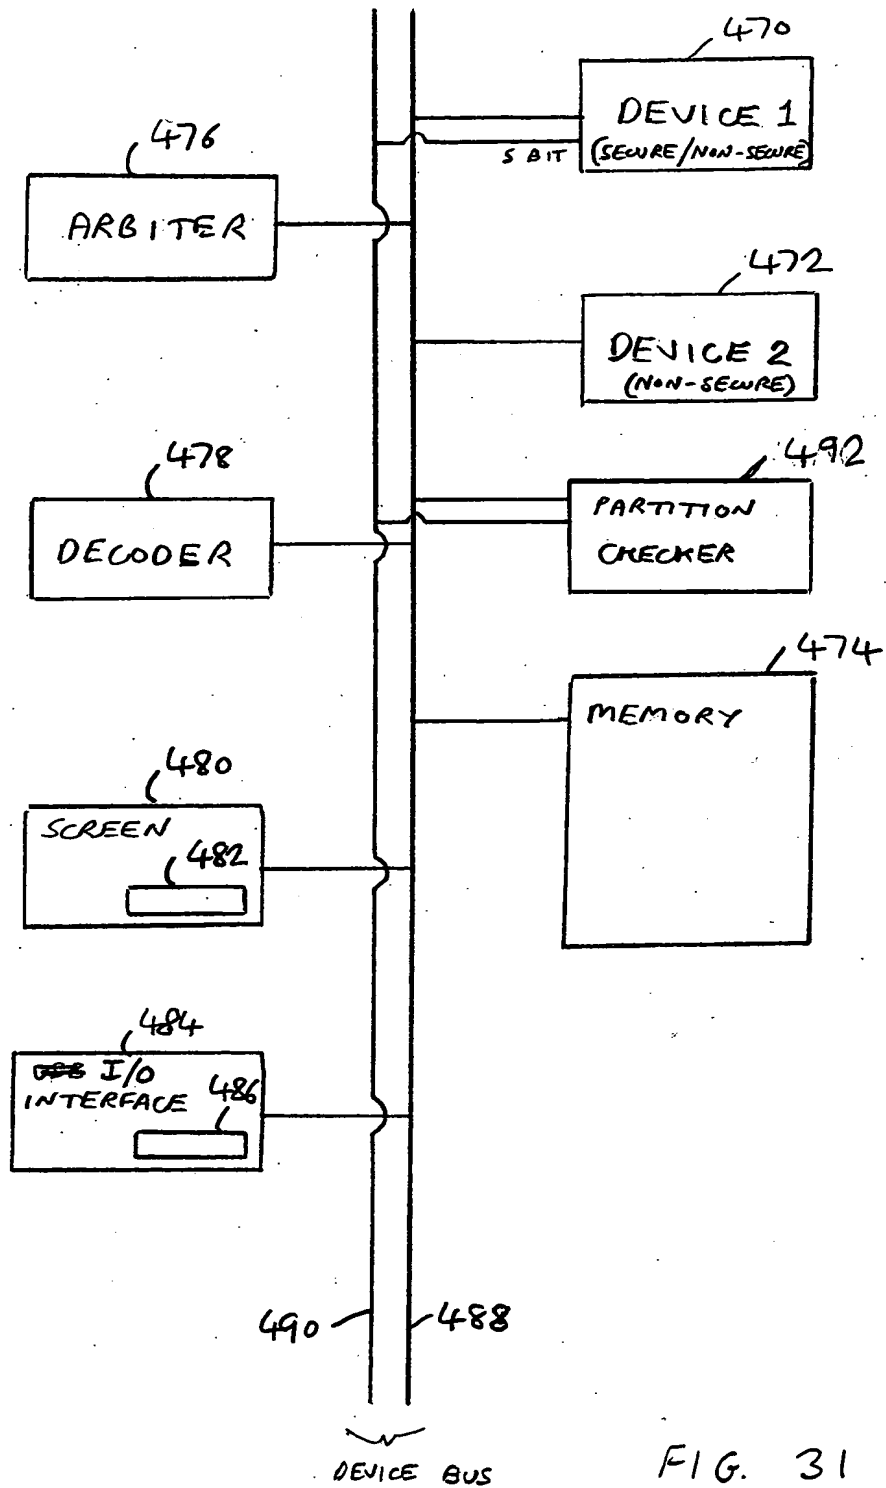 470
DEVICE 1
(SECURE/NON-SECURE)
S BIT
476
ARBITER
472
DEVICE 2
(NON-SECURE)
478
DECODER
492
PARTITION
CHECKER
474
MEMORY
480
SCREEN
482
484
I/O
INTERFACE
486
490
488
DEVICE BUS
FIG. 31